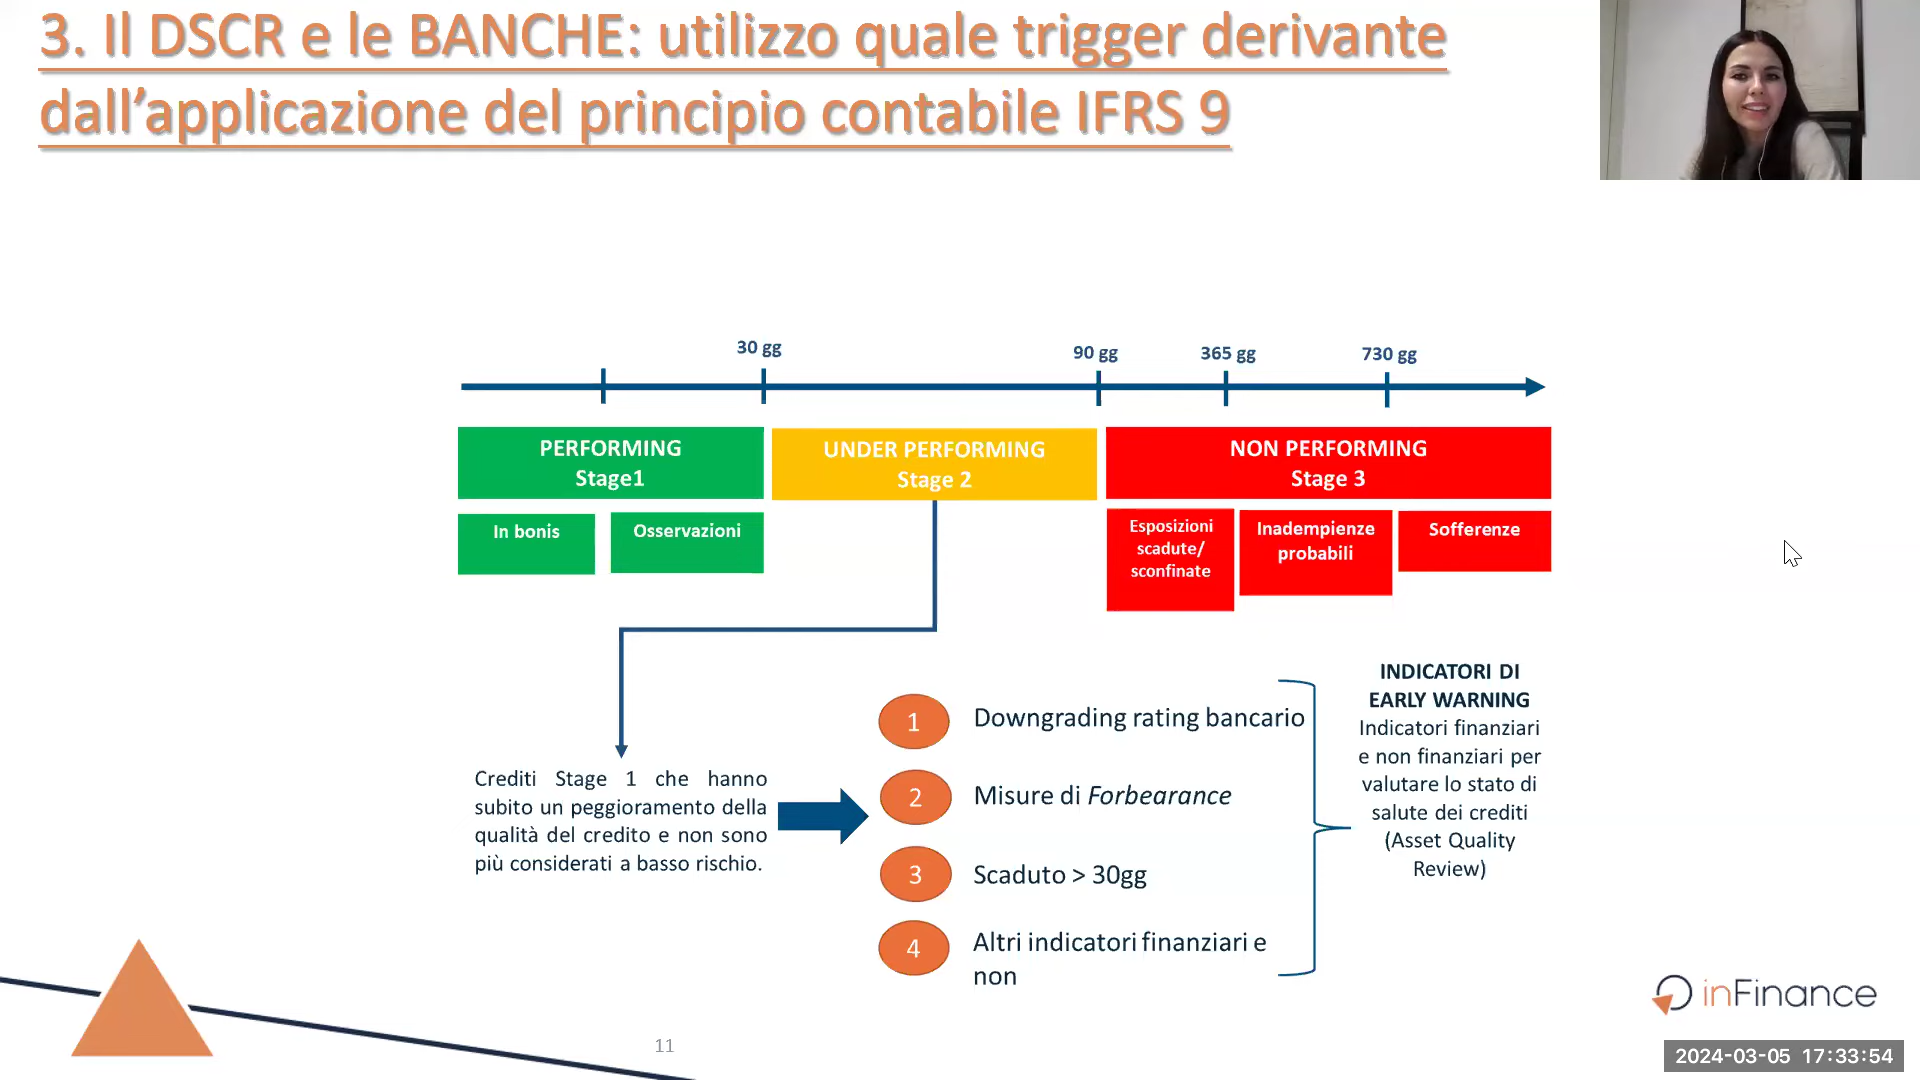 3. Il DSCR e le BANCHE: utilizzo quale trigger derivante
dall’applicazione del principio contabile IFRS 9
30 gg
90 gg
365 gg
730 gg
PERFORMING
Stage1
UNDER PERFORMING
Stage 2
NON PERFORMING
Stage 3
In bonis
Osservazioni
Esposizioni
scadute/
sconfinate
Inadempienze
probabili
Sofferenze
Crediti Stage 1 che hanno
subito un peggioramento della
qualità del credito e non sono
più considerati a basso rischio.
1
Downgrading rating bancario
2
Misure di Forbearance
3
Scaduto > 30gg
4
Altri indicatori finanziari e
non
INDICATORI DI
EARLY WARNING
Indicatori finanziari
e non finanziari per
valutare lo stato di
salute dei crediti
(Asset Quality
Review)
inFinance
11
2024-03-05 17:33:54